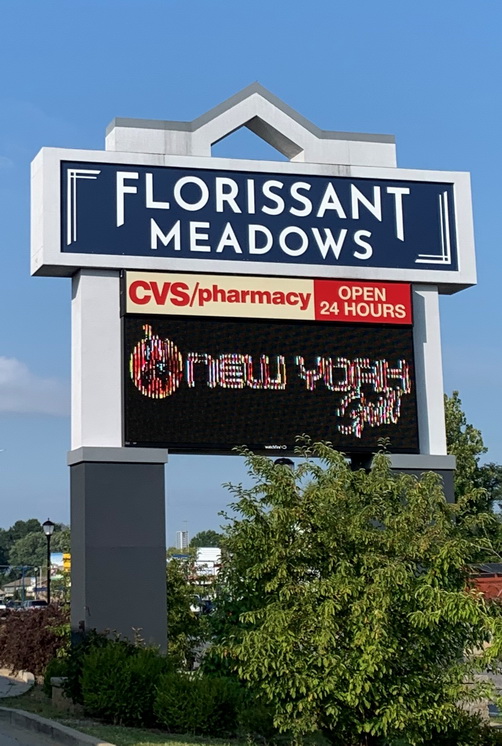 FLORISSANT
MEADOWS
CVS/pharmacy
OPEN
24 HOURS
NEW YORK
Grill